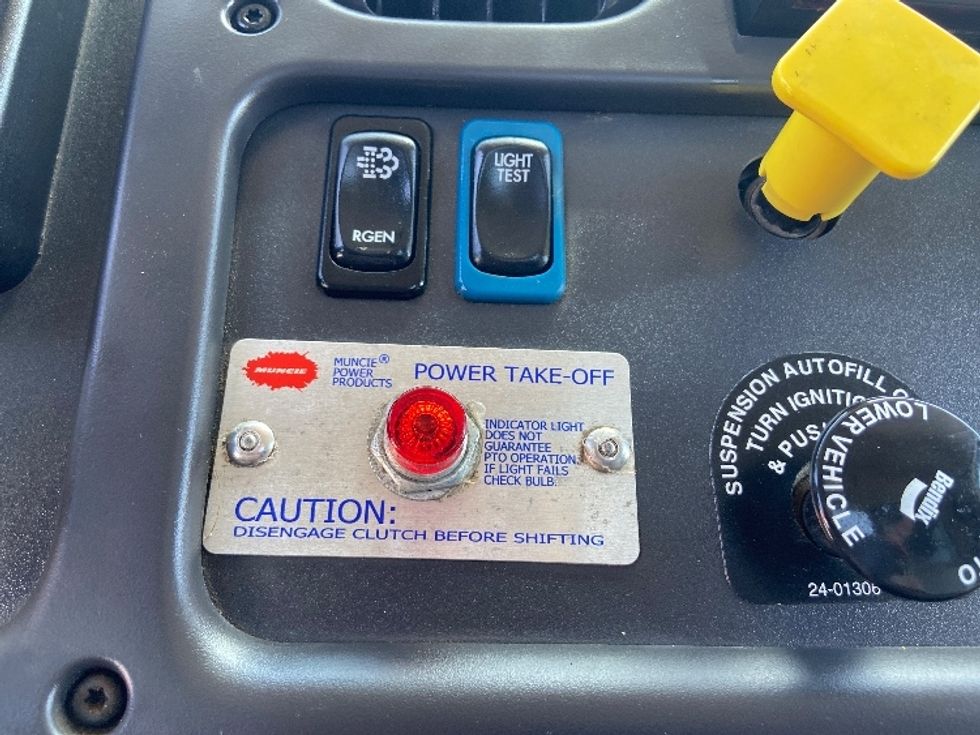 RGEN
LIGHT
TEST
MUNCIE
MUNCIE®
POWER
PRODUCTS
POWER TAKE-OFF
INDICATOR LIGHT
DOES NOT
GUARANTEE
PTO OPERATION.
IF LIGHT FAILS
CHECK BULB.
CAUTION:
DISENGAGE CLUTCH BEFORE SHIFTING
SUSPENSION AUTOFILL
TURN IGNITION
&
LOWER VEHICLE
Bendix
TO
24-01306